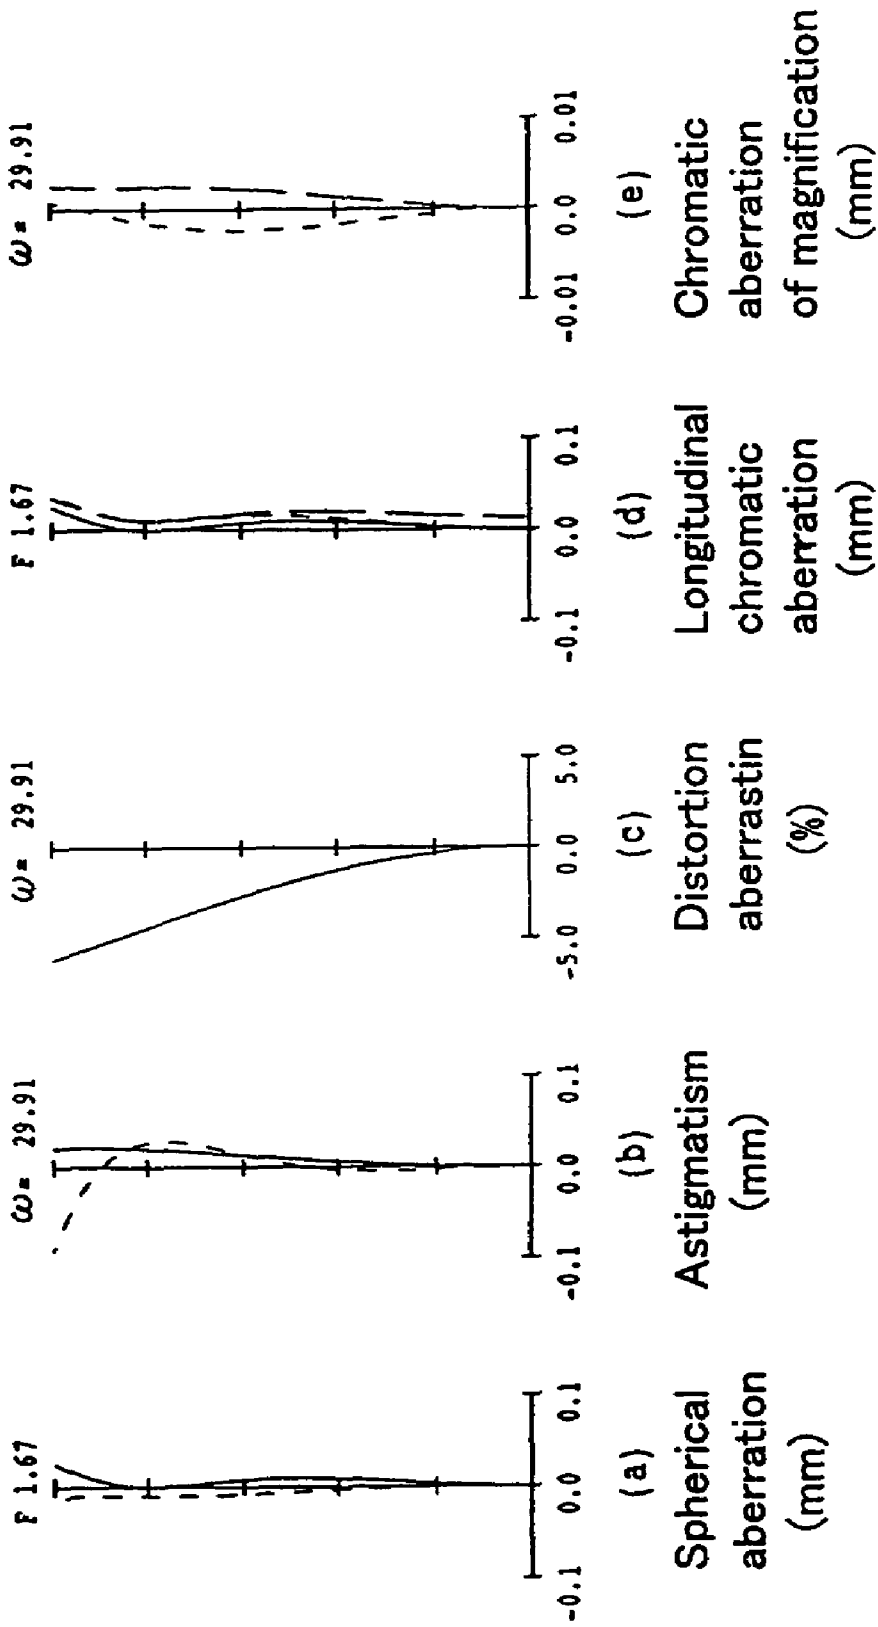 F 1.67
-0.1 0.0 0.1
(a)
Spherical
aberration
(mm)
ω= 29.91
-0.1 0.0 0.1
(b)
Astigmatism
(mm)
ω= 29.91
-5.0 0.0 5.0
(c)
Distortion
aberrastin
(%)
F 1.67
-0.1 0.0 0.1
(d)
Longitudinal
chromatic
aberration
(mm)
ω= 29.91
-0.01 0.0 0.01
(e)
Chromatic
aberration
of magnification
(mm)